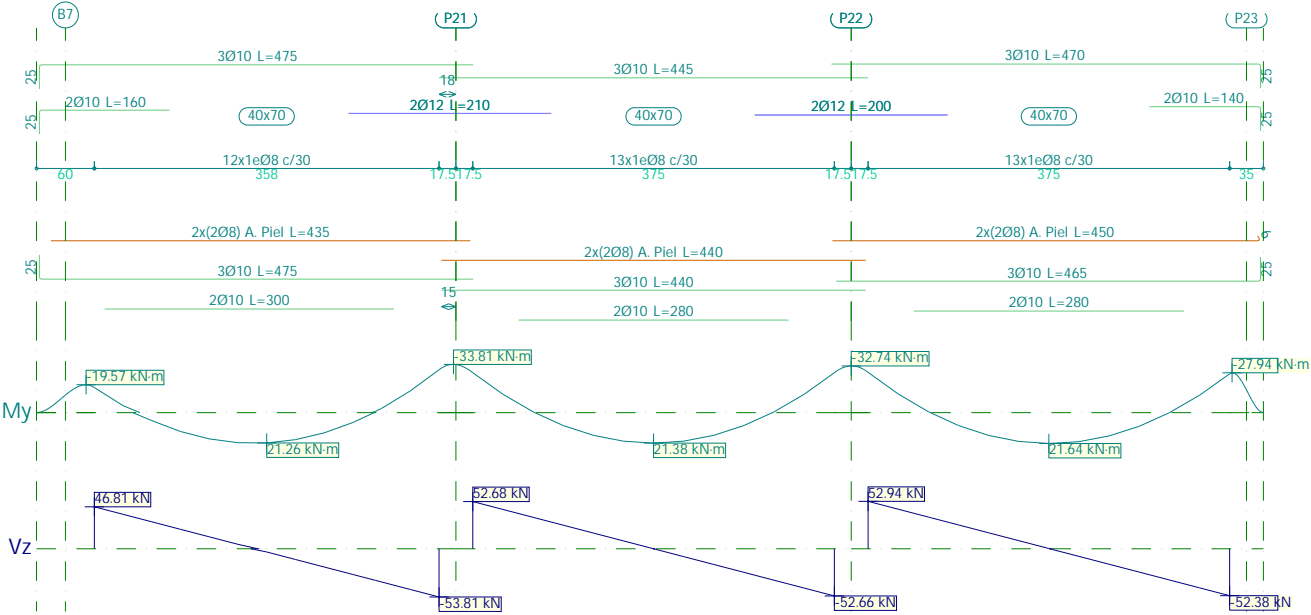 B7 P21 P22 P23
3Ø10 L=475 3Ø10 L=445 3Ø10 L=470
25 18 25
2Ø10 L=160 40x70 2Ø12 L=210 40x70 2Ø12 L=200 40x70 2Ø10 L=140
25 25
12x1eØ8 c/30 13x1eØ8 c/30 13x1eØ8 c/30
60 358 17.5 17.5 375 17.5 17.5 375 35
2x(2Ø8) A. Piel L=435 2x(2Ø8) A. Piel L=440 2x(2Ø8) A. Piel L=450 9
25 3Ø10 L=475 3Ø10 L=440 3Ø10 L=465 25
15
2Ø10 L=300 2Ø10 L=280 2Ø10 L=280
-19.57 kN·m -33.81 kN·m -32.74 kN·m -27.94 kN·m
My
21.26 kN·m 21.38 kN·m 21.64 kN·m
46.81 kN 52.68 kN 52.94 kN
Vz
-53.81 kN -52.66 kN -52.38 kN